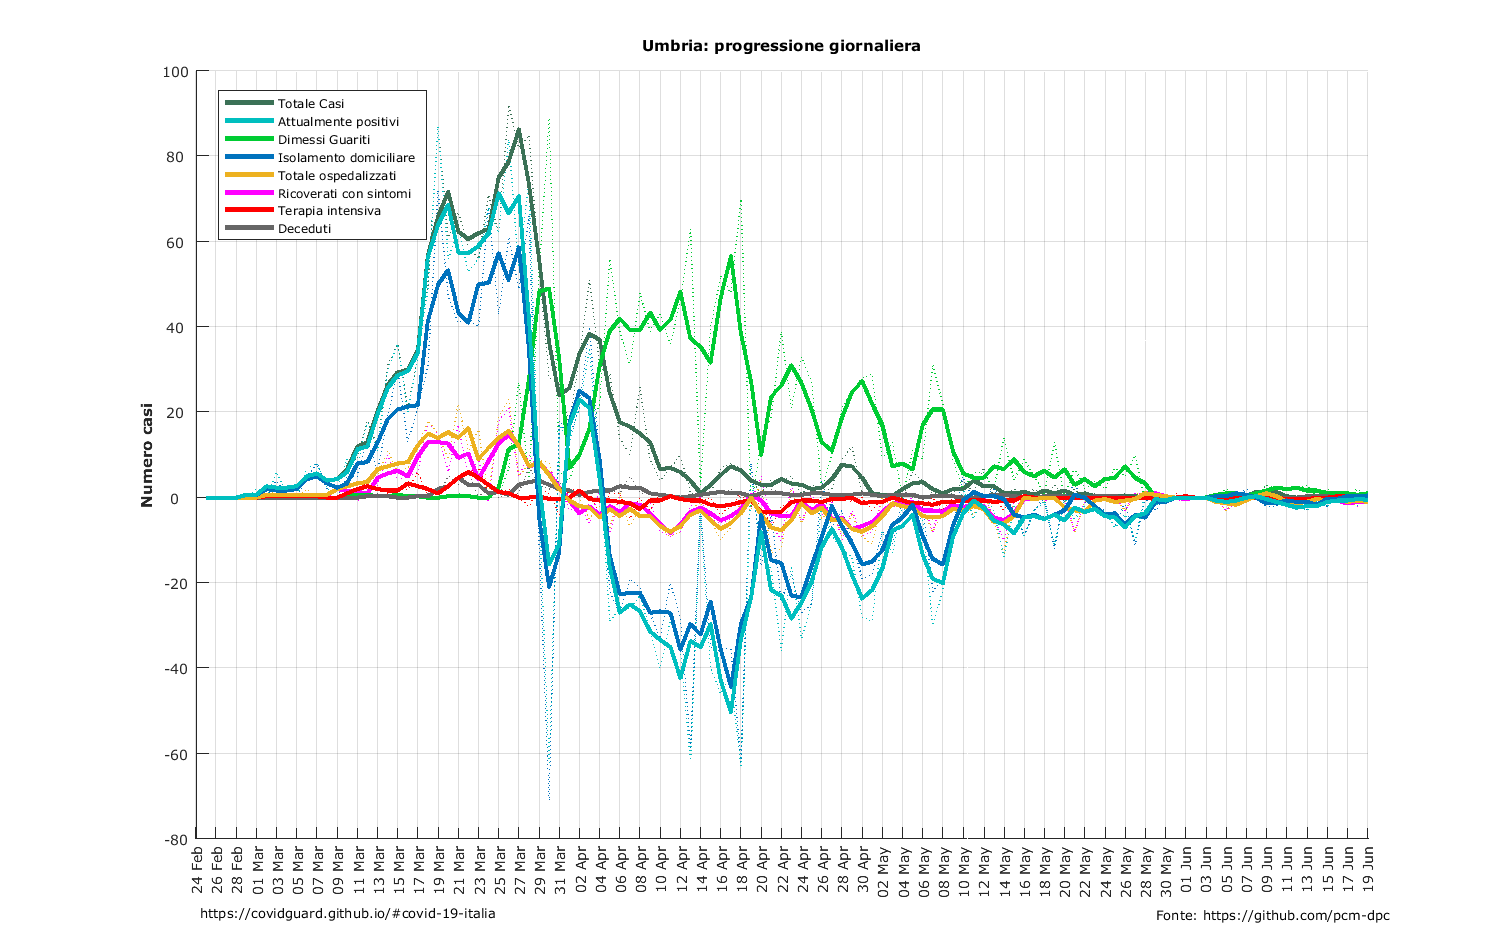 Umbria: progressione giornaliera
100
80
60
40
20
0
-20
-40
-60
-80
Numero casi
Totale Casi
Attualmente positivi
Dimessi Guariti
Isolamento domiciliare
Totale ospedalizzati
Ricoverati con sintomi
Terapia intensiva
Deceduti
24 Feb
26 Feb
28 Feb
01 Mar
03 Mar
05 Mar
07 Mar
09 Mar
11 Mar
13 Mar
15 Mar
17 Mar
19 Mar
21 Mar
23 Mar
25 Mar
27 Mar
29 Mar
31 Mar
02 Apr
04 Apr
06 Apr
08 Apr
10 Apr
12 Apr
14 Apr
16 Apr
18 Apr
20 Apr
22 Apr
24 Apr
26 Apr
28 Apr
30 Apr
02 May
04 May
06 May
08 May
10 May
12 May
14 May
16 May
18 May
20 May
22 May
24 May
26 May
28 May
30 May
01 Jun
03 Jun
05 Jun
07 Jun
09 Jun
11 Jun
13 Jun
15 Jun
17 Jun
19 Jun
https://covidguard.github.io/#covid-19-italia
Fonte: https://github.com/pcm-dpc